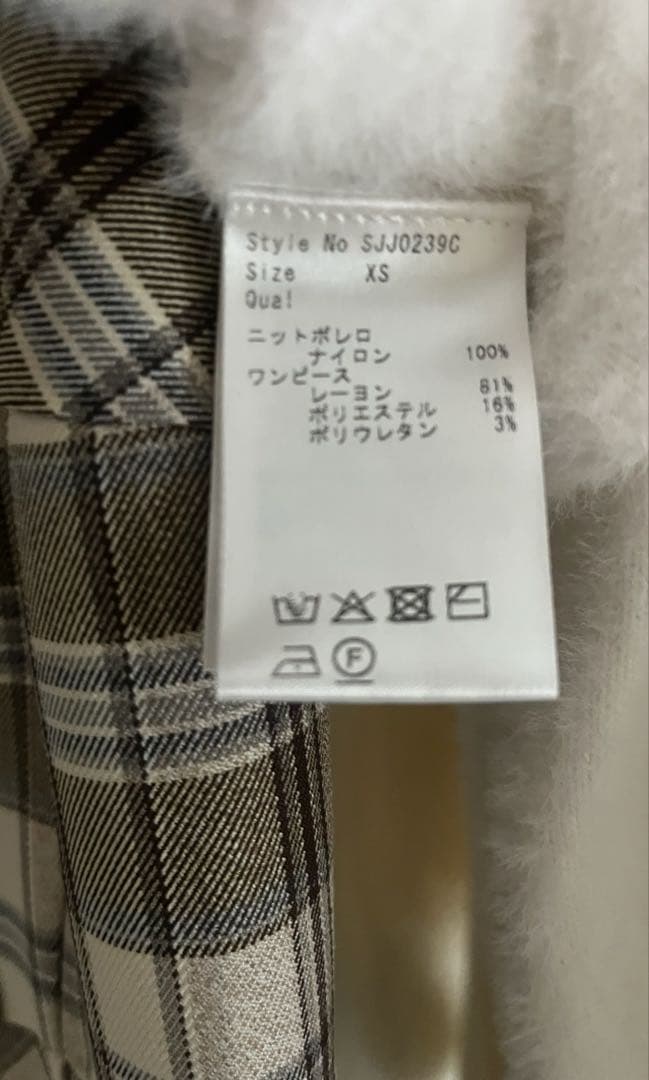 Style No SJJ0239C
Size XS
Qual
ニットボレロ
ナイロン 100%
ワンピース
レーヨン 81%
ポリエステル 16%
ポリウレタン 3%
F